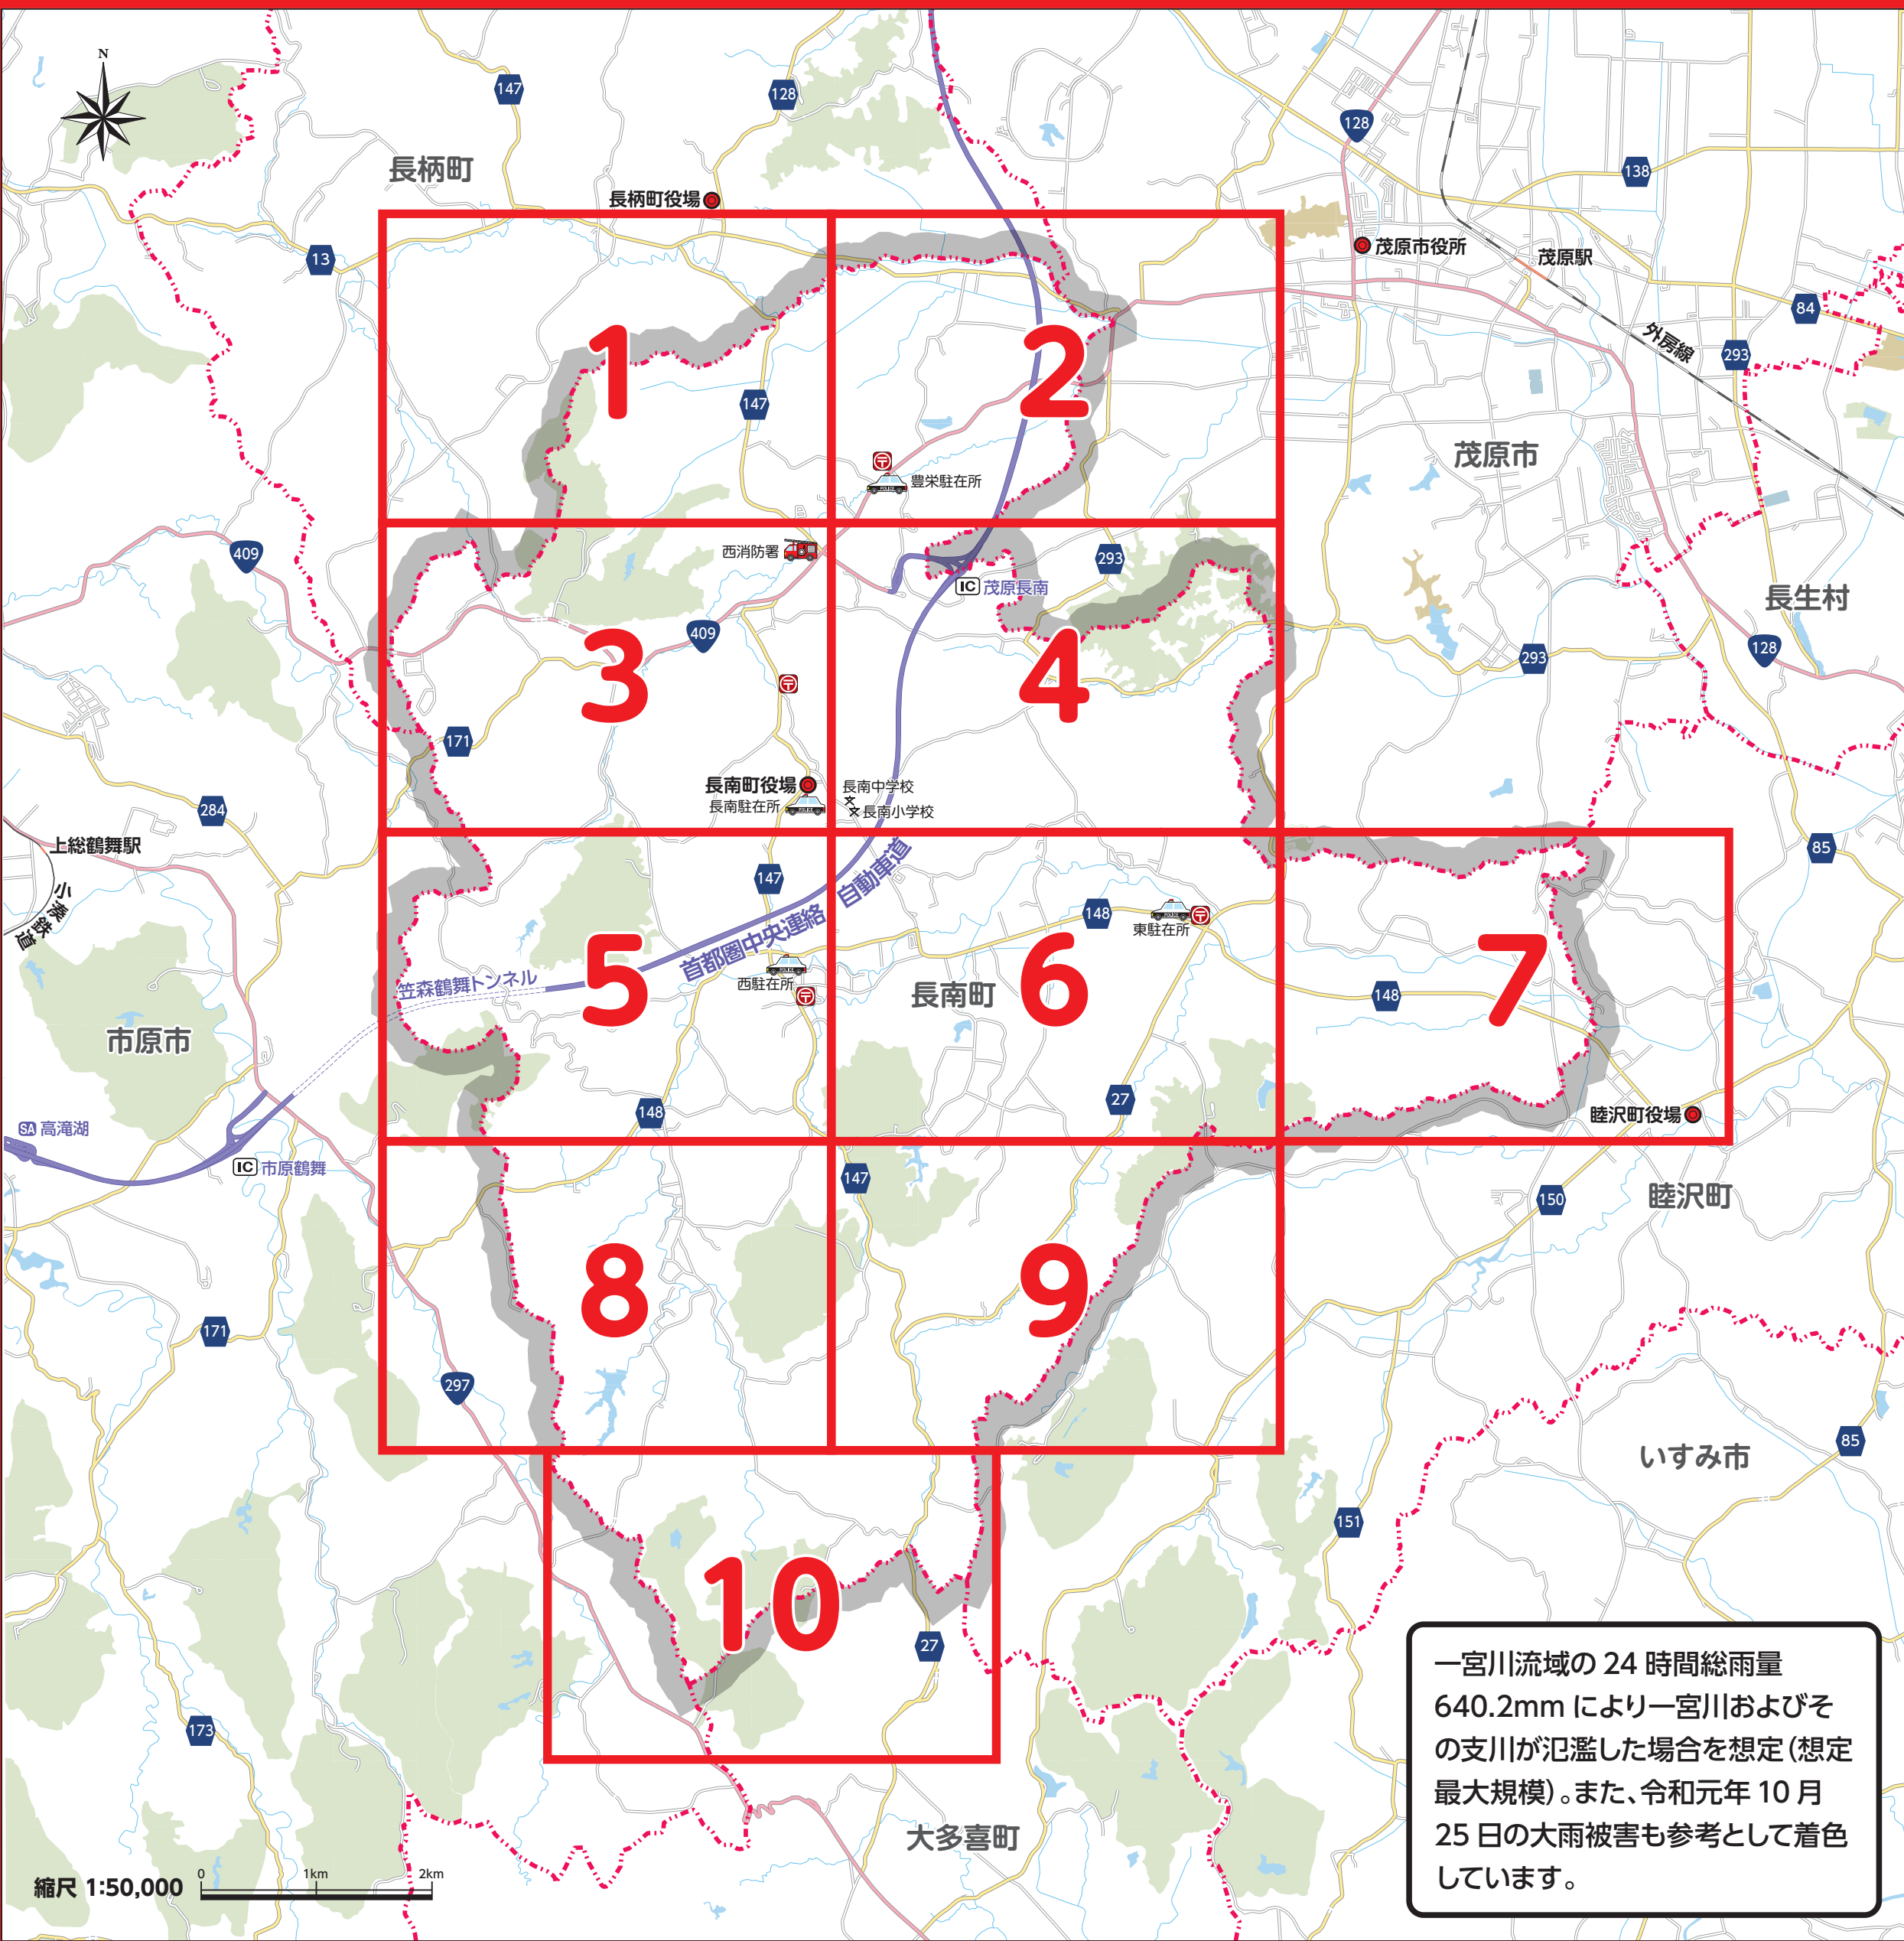 N
147
128
128
138
長柄町
長柄町役場
13
茂原市役所
茂原駅
84
外房線
293
1
2
147
茂原市
豊栄駐在所
409
西消防署
293
IC 茂原長南
長生村
409
128
3
4
293
171
長南町役場
長南中学校
長南駐在所
長南小学校
284
上総鶴舞駅
85
小湊鉄道
147
自動車道
首都圏中央連絡
148
東駐在所
5
6
7
笠森鶴舞トンネル
西駐在所
長南町
148
市原市
148
27
睦沢町役場
SA 高滝湖
IC 市原鶴舞
147
150
睦沢町
8
9
171
297
85
いすみ市
151
10
27
173
大多喜町
一宮川流域の 24 時間総雨量
640.2mm により一宮川およびそ
の支川が氾濫した場合を想定(想定
最大規模)。また、令和元年 10 月
25 日の大雨被害も参考として着色
しています。
縮尺 1:50,000
0 1km 2km